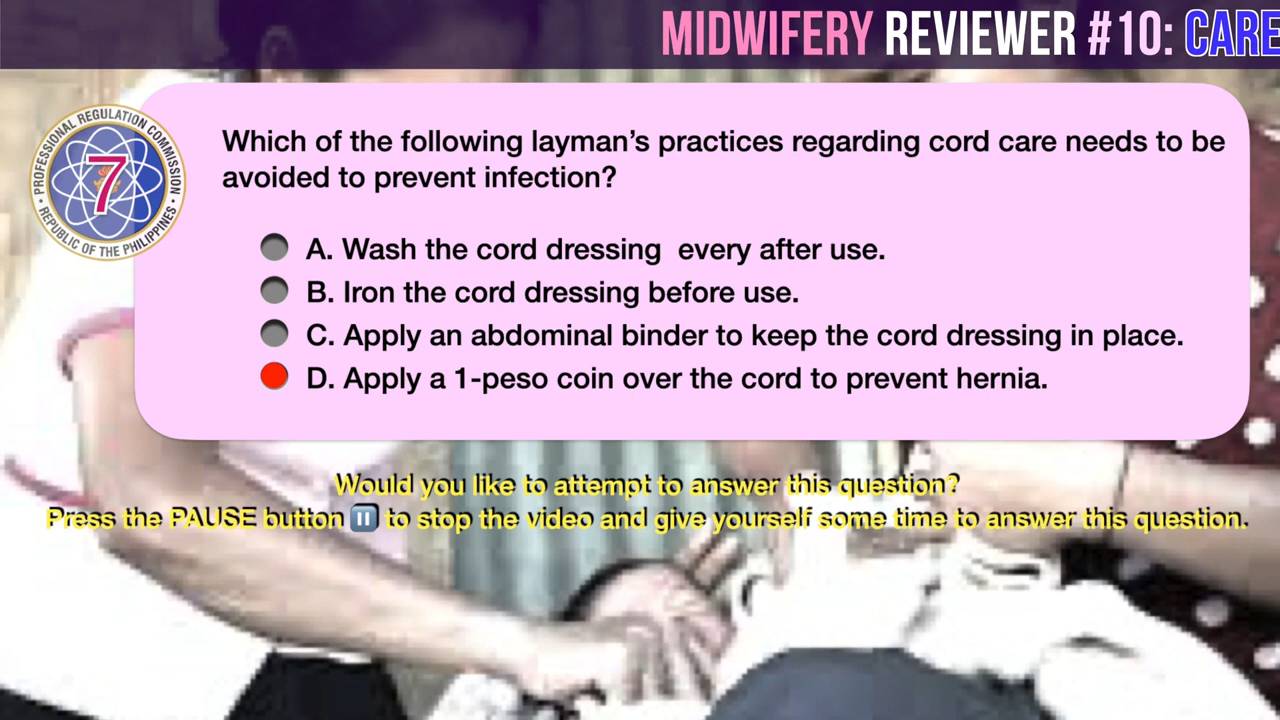 MIDWIFERY REVIEWER #10: CARE
PROFESSIONAL REGULATION COMMISSION
REPUBLIC OF THE PHILIPPINES
7
Which of the following layman's practices regarding cord care needs to be
avoided to prevent infection?
A. Wash the cord dressing  every after use.
B. Iron the cord dressing before use.
C. Apply an abdominal binder to keep the cord dressing in place.
D. Apply a 1-peso coin over the cord to prevent hernia.
Would you like to attempt to answer this question?
Press the PAUSE button ⏸ to stop the video and give yourself some time to answer this question.